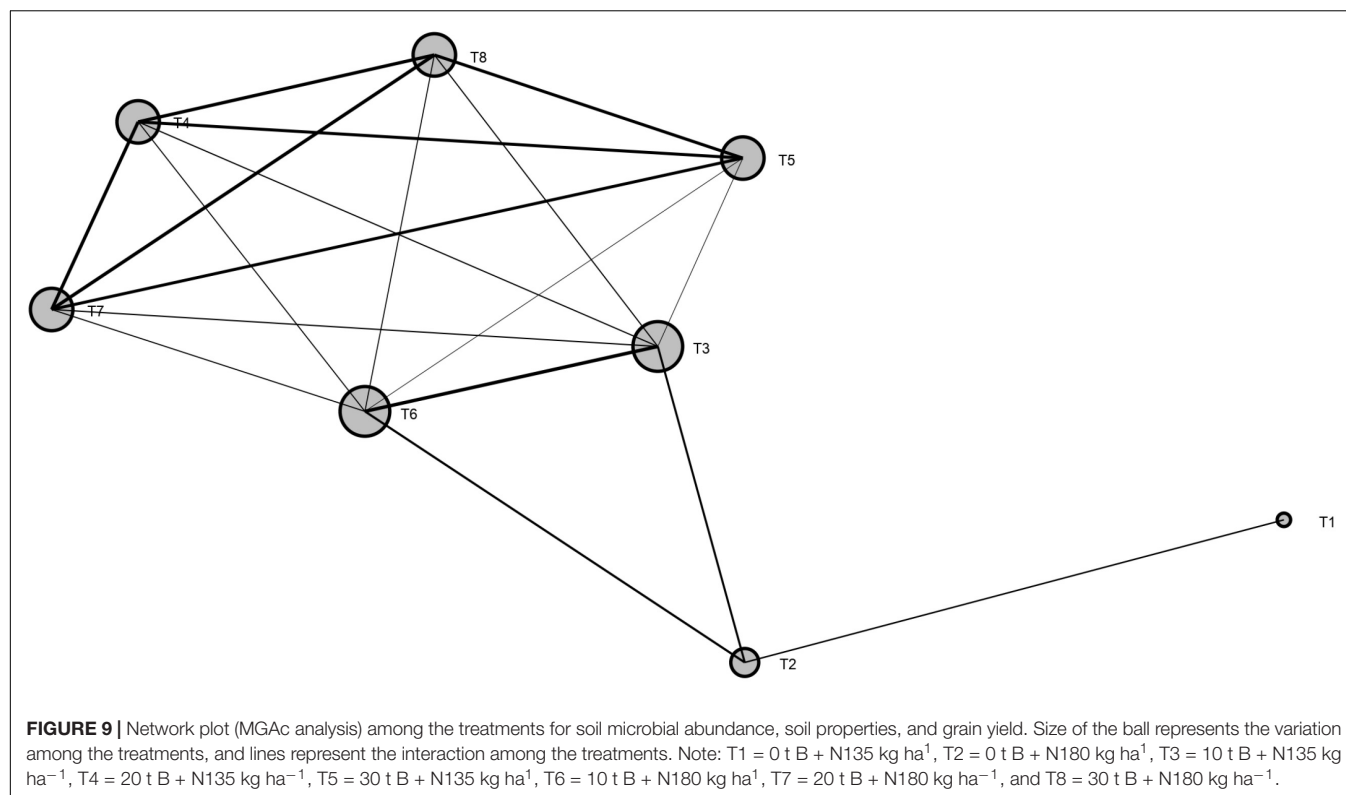 T8
T4
T5
T7
T3
T6
T1
T2
FIGURE 9 | Network plot (MGAc analysis) among the treatments for soil microbial abundance, soil properties, and grain yield. Size of the ball represents the variation
among the treatments, and lines represent the interaction among the treatments. Note: T1 = 0 t B + N135 kg ha¹, T2 = 0 t B + N180 kg ha¹, T3 = 10 t B + N135 kg
ha⁻¹, T4 = 20 t B + N135 kg ha⁻¹, T5 = 30 t B + N135 kg ha¹, T6 = 10 t B + N180 kg ha¹, T7 = 20 t B + N180 kg ha⁻¹, and T8 = 30 t B + N180 kg ha⁻¹.